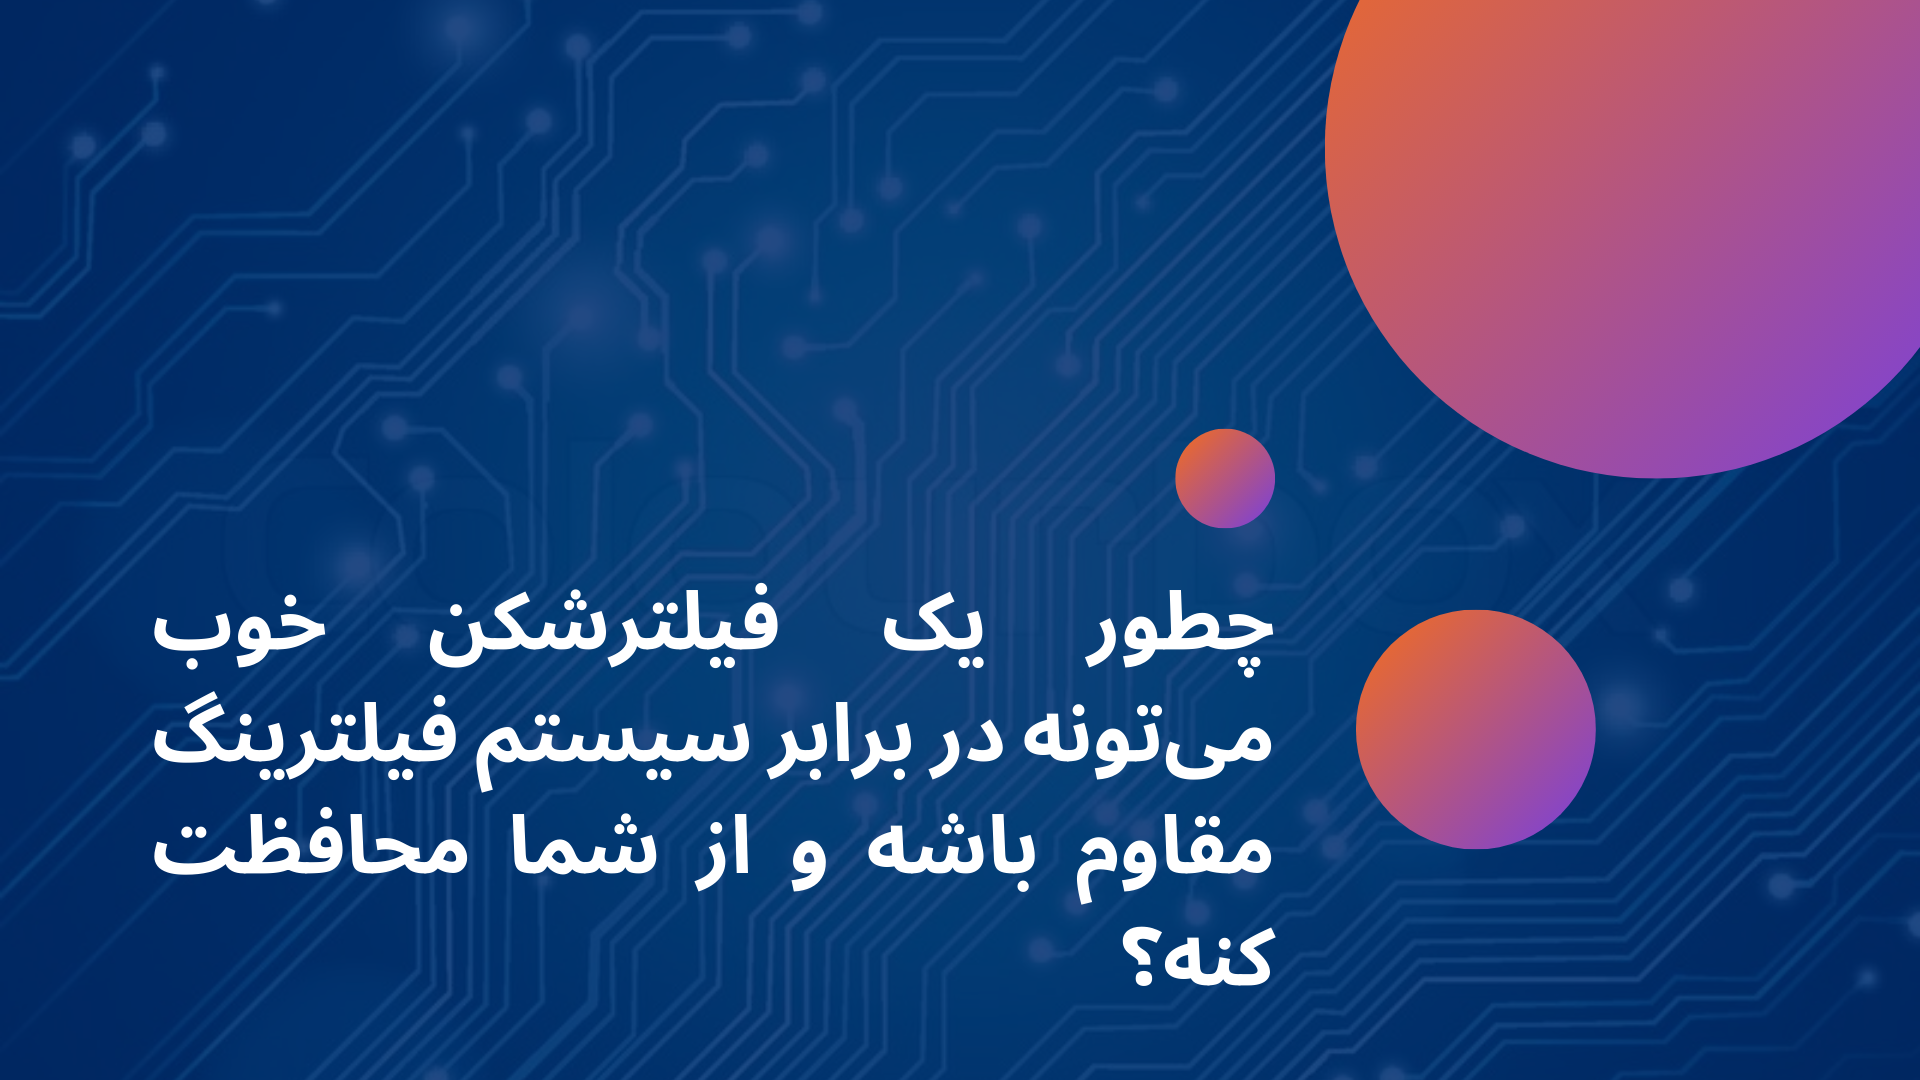 چطور یک فیلترشکن خوب
می‌تونه در برابر سیستم فیلترینگ
مقاوم باشه و از شما محافظت
کنه؟